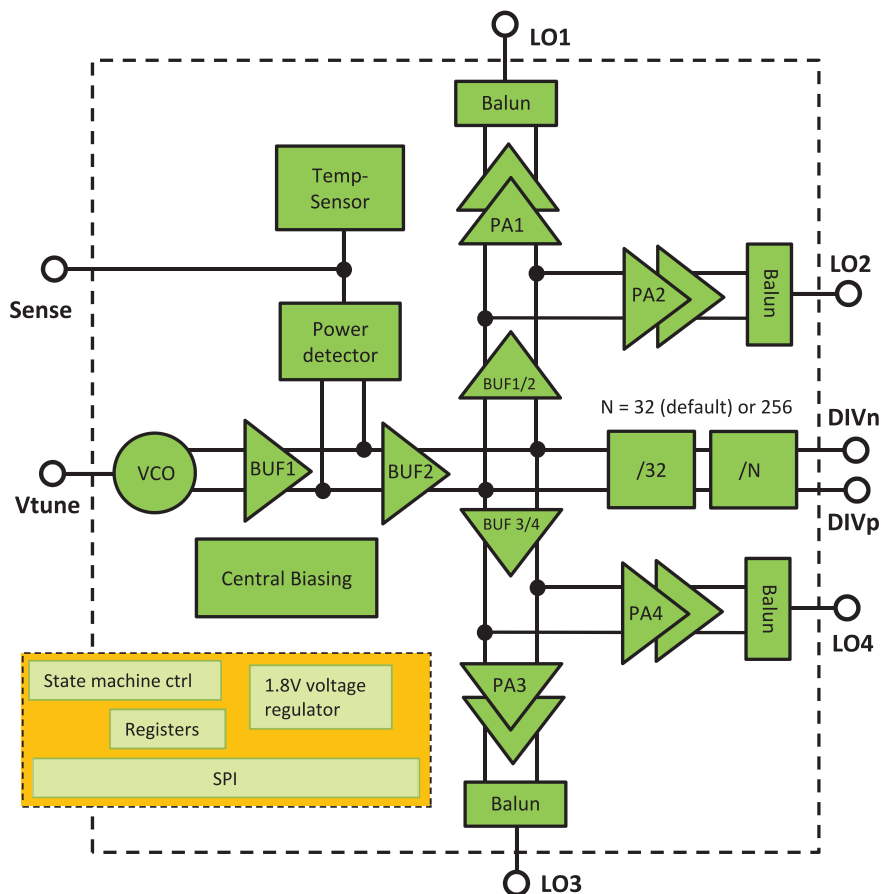 LO1
Balun
Temp-
Sensor
PA1
Sense
PA2
Balun
LO2
Power
detector
BUF1/2
N = 32 (default) or 256
DIVn
VCO
BUF1
BUF2
/32
/N
Vtune
DIVp
BUF 3/4
Central Biasing
PA4
Balun
LO4
State machine ctrl
1.8V voltage
regulator
PA3
Registers
SPI
Balun
LO3